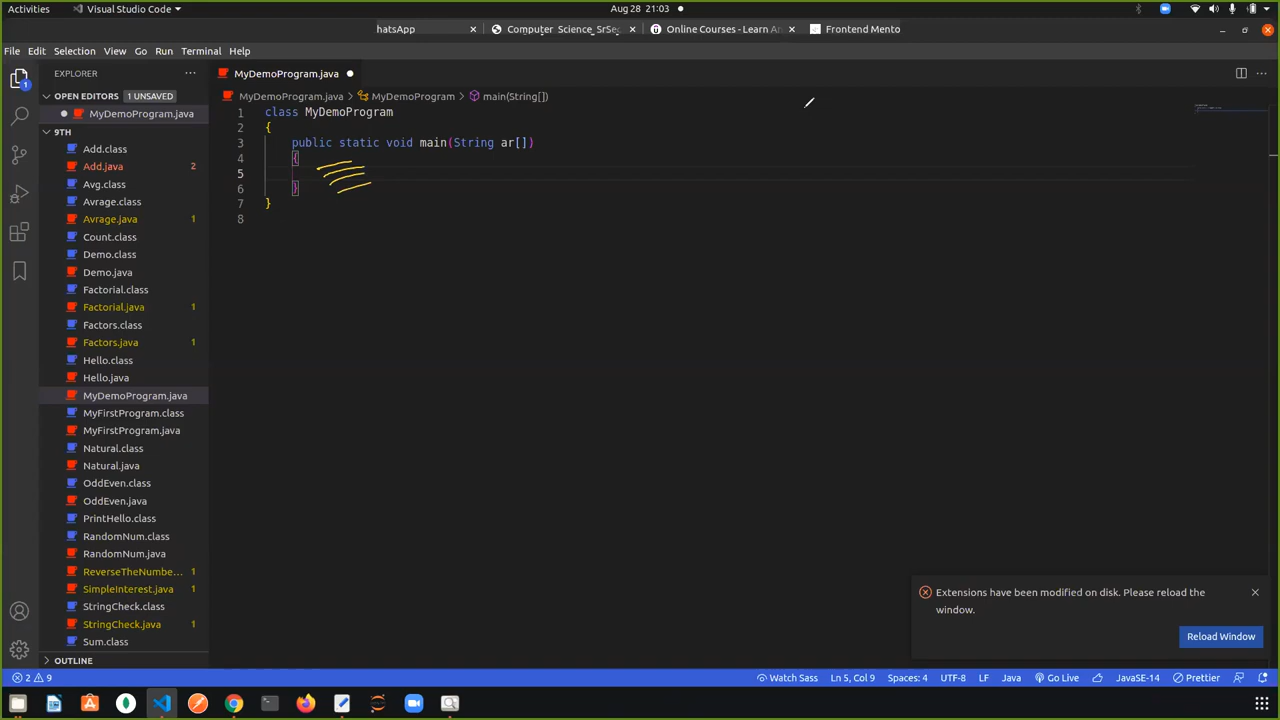 Activities Visual Studio Code Aug 28 21:03
hatsApp Computer Science_SrSe Online Courses - Learn An Frontend Mento
File Edit Selection View Go Run Terminal Help
EXPLORER
MyDemoProgram.java
OPEN EDITORS 1 UNSAVED
MyDemoProgram.java
9TH
Add.class
Add.java 2
Avg.class
Avrage.class
Avrage.java 1
Count.class
Demo.class
Demo.java
Factorial.class
Factorial.java 1
Factors.class
Factors.java 1
Hello.class
Hello.java
MyDemoProgram.java
MyFirstProgram.class
MyFirstProgram.java
Natural.class
Natural.java
OddEven.class
OddEven.java
PrintHello.class
RandomNum.class
RandomNum.java
ReverseTheNumbe... 1
SimpleInterest.java 1
StringCheck.class
StringCheck.java 1
Sum.class
OUTLINE
1
MyDemoProgram.java > MyDemoProgram > main(String[])
1 class MyDemoProgram
2 {
3 public static void main(String ar[])
4 {
5
6 }
7 }
8
Extensions have been modified on disk. Please reload the
window.
Reload Window
2 9 Watch Sass Ln 5, Col 9 Spaces: 4 UTF-8 LF Java Go Live JavaSE-14 Prettier